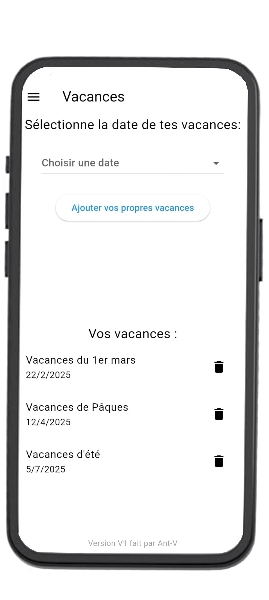 Vacances
Sélectionne la date de tes vacances:
Choisir une date
Ajouter vos propres vacances
Vos vacances :
Vacances du 1er mars
22/2/2025
Vacances de Pâques
12/4/2025
Vacances d'été
5/7/2025
Version V1 fait par Ant-V